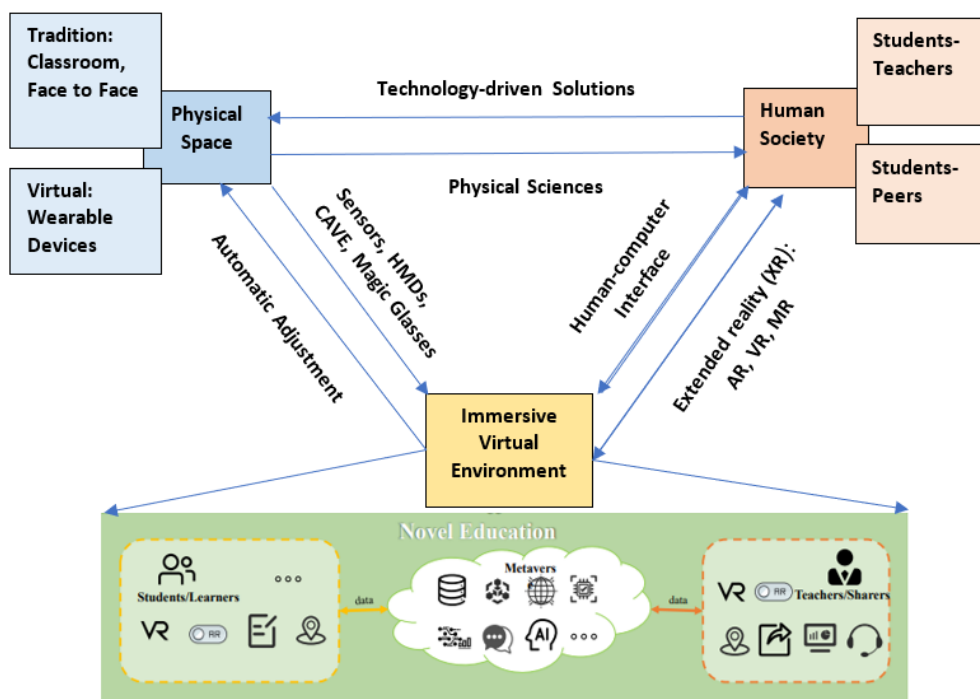 Tradition:
Classroom,
Face to Face
Students-
Teachers
Technology-driven Solutions
Physical
Space
Human
Society
Students-
Peers
Virtual:
Wearable
Devices
Physical Sciences
Sensors, HMDs,
CAVE, Magic Glasses
Automatic Adjustment
Human-computer
Interface
Extended reality (XR):
AR, VR, MR
Immersive
Virtual
Environment
Novel Education
Students/Learners
VR
AR
data
Metavers
AI
data
VR
AR
Teachers/Sharers